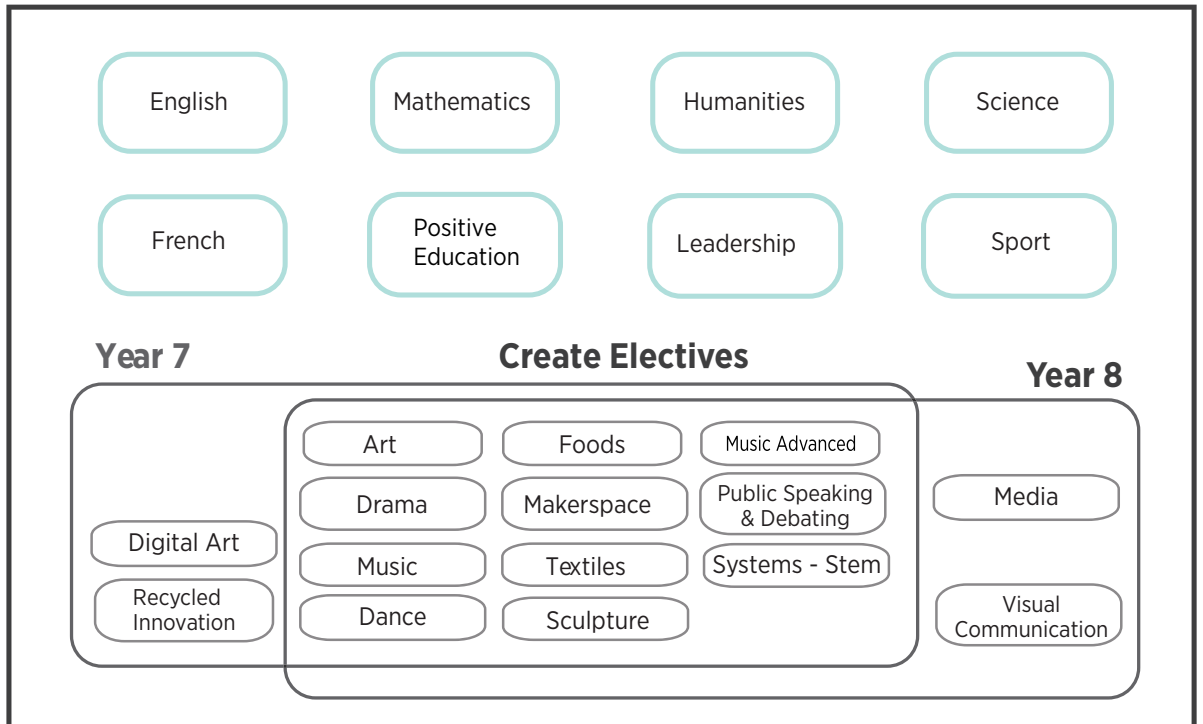 English
Mathematics
Humanities
Science
French
Positive
Education
Leadership
Sport
Year 7
Create Electives
Year 8
Art
Foods
Music Advanced
Drama
Makerspace
Public Speaking
& Debating
Media
Digital Art
Music
Textiles
Systems - Stem
Recycled
Innovation
Dance
Sculpture
Visual
Communication